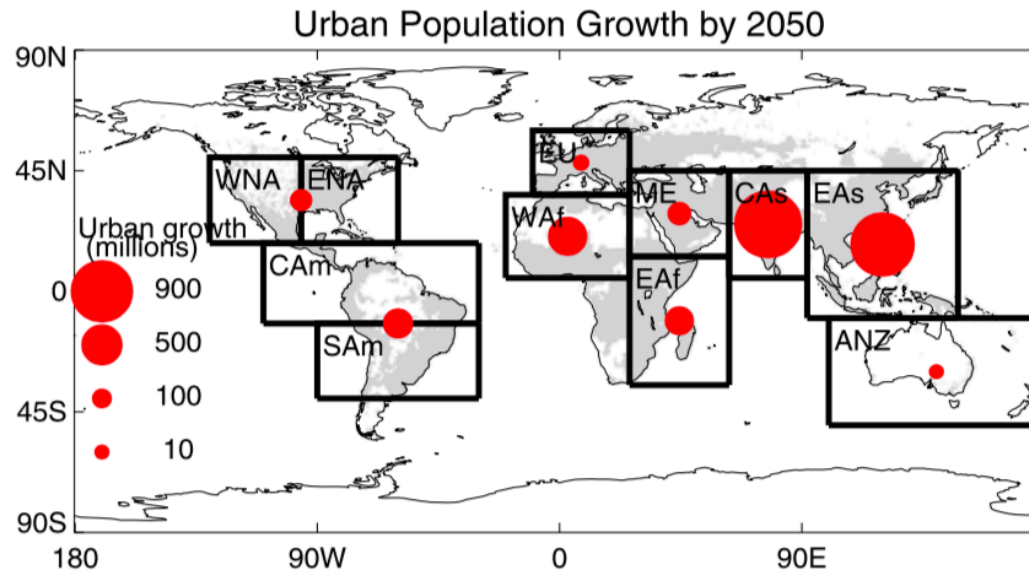 Urban Population Growth by 2050
90N
45N
0
45S
90S
180
90W
0
90E
WNA
ENA
EU
ME
CAs
EAs
WAf
CAm
EAf
SAm
ANZ
Urban growth
(millions)
900
500
100
10